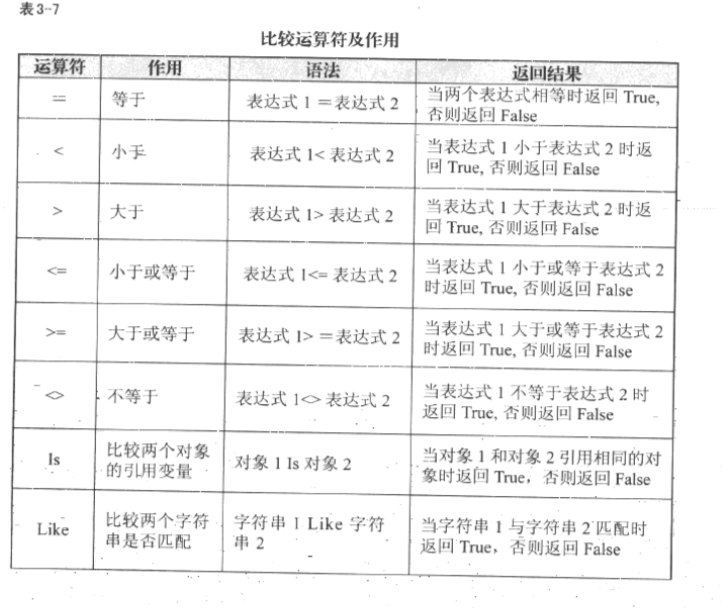 表3-7
比较运算符及作用
运算符 作用 语法 返回结果
= 等于 表达式 1 =表达式 2 当两个表达式相等时返回 True,
否则返回 False
< 小于 表达式 1< 表达式 2 当表达式 1 小于表达式 2 时返
回 True, 否则返回 False
> 大于 表达式 1> 表达式 2 当表达式 1 大于表达式 2 时返
回 True, 否则返回 False
<= 小于或等于 表达式 1<= 表达式 2 当表达式 1 小于或等于表达式 2
时返回 True, 否则返回 False
>= 大于或等于 表达式 1> =表达式 2 当表达式 1 大于或等于表达式 2
时返回 True, 否则返回 False
<> 不等于 表达式 1<> 表达式 2 当表达式 1 不等于表达式 2 时
返回 True, 否则返回 False
Is 比较两个对象
的引用变量 对象 1 Is 对象 2 当对象 1 和对象 2 引用相同的对
象时返回 True，否则返回 False
Like 比较两个字符
串是否匹配 字符串 1 Like 字符
串 2 当字符串 1 与字符串 2 匹配时
返回 True，否则返回 False